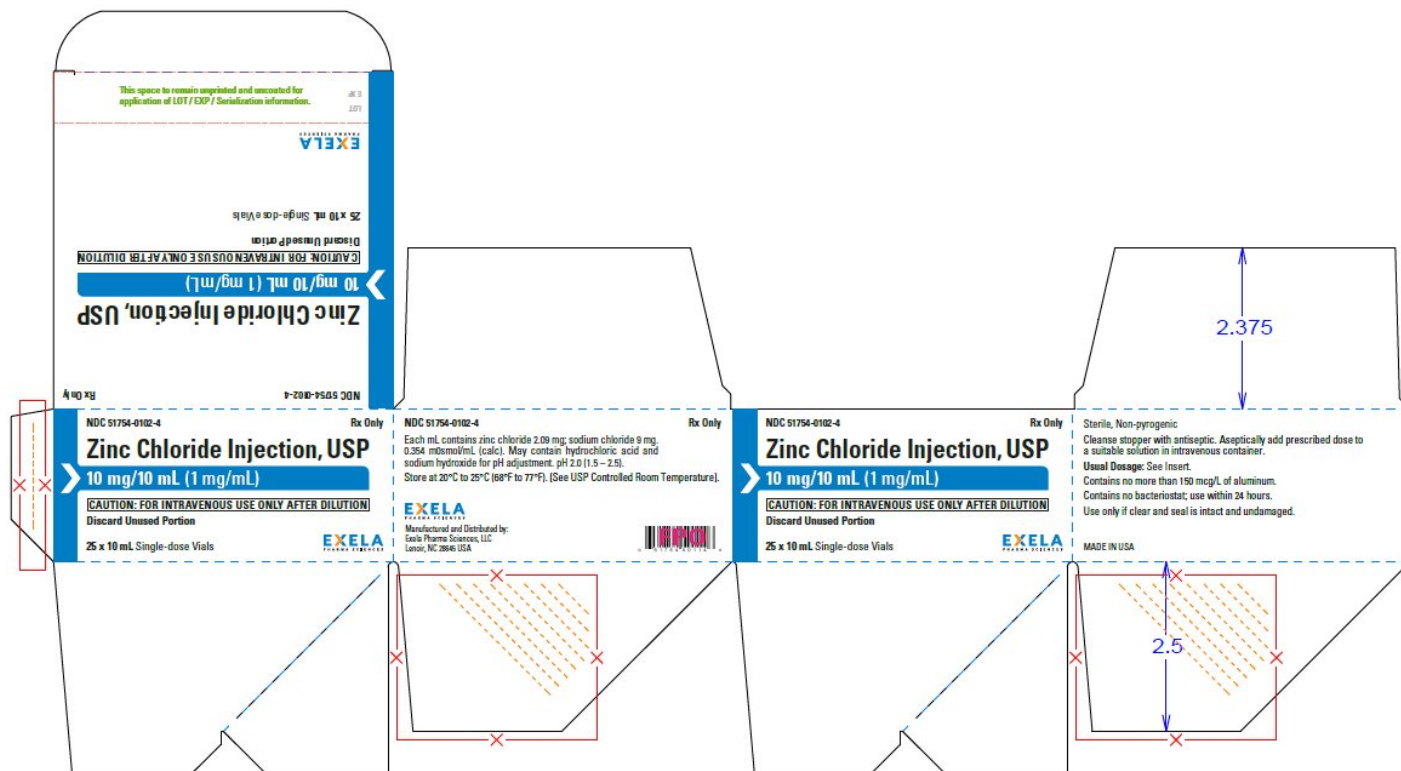 This space to remain unprinted and uncoated for
application of LOT / EXP / Serialization information.
LOT
EXP
NDC 51754-0102-4 Rx Only
Zinc Chloride Injection, USP
10 mg/10 mL (1 mg/mL)
CAUTION: FOR INTRAVENOUS USE ONLY AFTER DILUTION
Discard Unused Portion
25 x 10 mL Single-dose Vials
EXELA
PHARMA SCIENCES
2.375
NDC 51754-0102-4 Rx Only
Zinc Chloride Injection, USP
10 mg/10 mL (1 mg/mL)
CAUTION: FOR INTRAVENOUS USE ONLY AFTER DILUTION
Discard Unused Portion
25 x 10 mL Single-dose Vials
EXELA
PHARMA SCIENCES
NDC 51754-0102-4 Rx Only
Each mL contains zinc chloride 2.09 mg; sodium chloride 9 mg.
0.354 mOsmol/mL (calc). May contain hydrochloric acid and
sodium hydroxide for pH adjustment. pH 2.0 (1.5 – 2.5).
Store at 20°C to 25°C (68°F to 77°F). (See USP Controlled Room Temperature).
EXELA
PHARMA SCIENCES
Manufactured and Distributed by:
Exela Pharma Sciences, LLC
Lenoir, NC 28645 USA
FPO
NDC 51754-0102-4 Rx Only
Zinc Chloride Injection, USP
10 mg/10 mL (1 mg/mL)
CAUTION: FOR INTRAVENOUS USE ONLY AFTER DILUTION
Discard Unused Portion
25 x 10 mL Single-dose Vials
EXELA
PHARMA SCIENCES
Sterile, Non-pyrogenic
Cleanse stopper with antiseptic. Aseptically add prescribed dose to
a suitable solution in intravenous container.
Usual Dosage: See Insert.
Contains no more than 150 mcg/L of aluminum.
Contains no bacteriostat; use within 24 hours.
Use only if clear and seal is intact and undamaged.
MADE IN USA
2.5